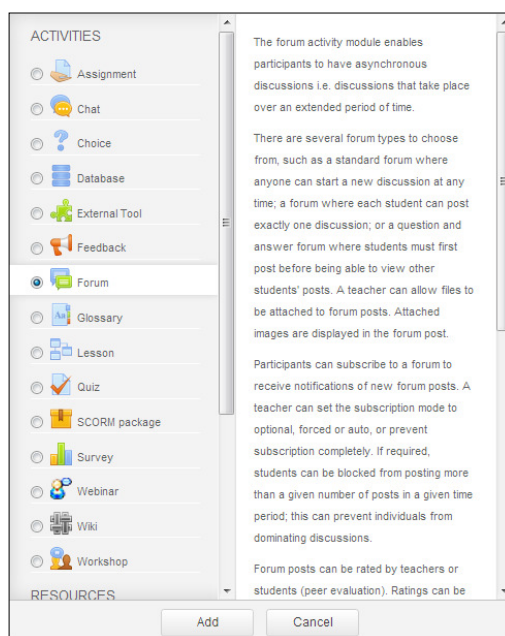 ACTIVITIES
Assignment
Chat
Choice
Database
External Tool
Feedback
Forum
Glossary
Lesson
Quiz
SCORM package
Survey
Webinar
Wiki
Workshop
RESOURCES
The forum activity module enables
participants to have asynchronous
discussions i.e. discussions that take place
over an extended period of time.
There are several forum types to choose
from, such as a standard forum where
anyone can start a new discussion at any
time; a forum where each student can post
exactly one discussion; or a question and
answer forum where students must first
post before being able to view other
students' posts. A teacher can allow files to
be attached to forum posts. Attached
images are displayed in the forum post.
Participants can subscribe to a forum to
receive notifications of new forum posts. A
teacher can set the subscription mode to
optional, forced or auto, or prevent
subscription completely. If required,
students can be blocked from posting more
than a given number of posts in a given time
period; this can prevent individuals from
dominating discussions.
Forum posts can be rated by teachers or
students (peer evaluation). Ratings can be
Add
Cancel